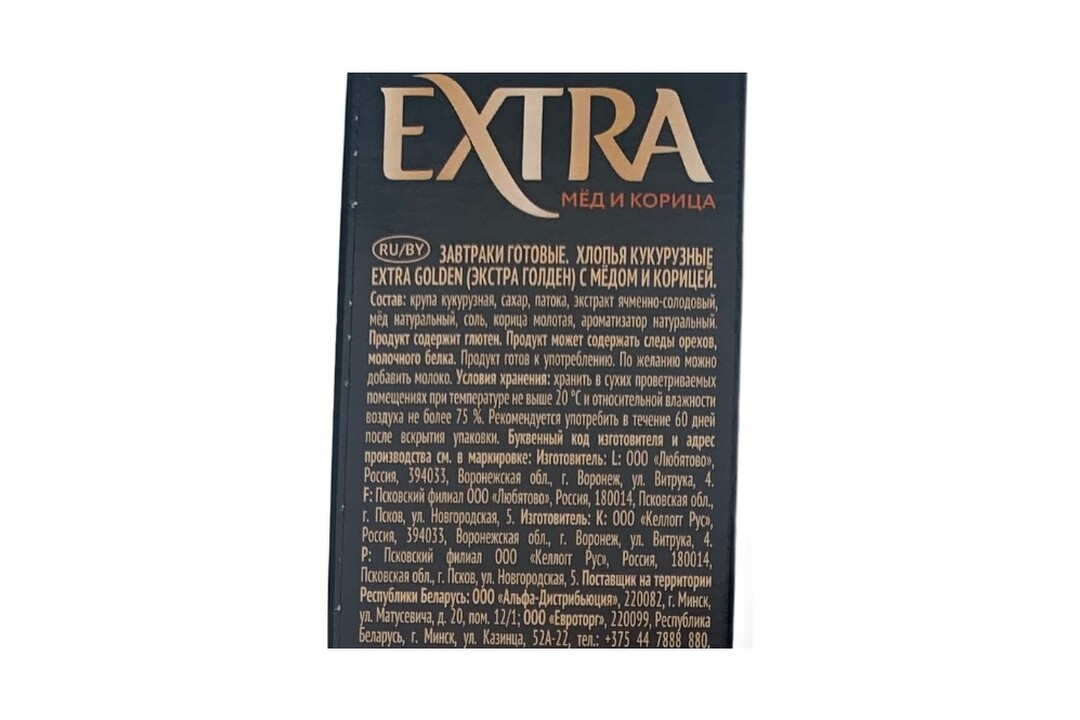 EXTRA
МЁД И КОРИЦА
RU/BY ЗАВТРАКИ ГОТОВЫЕ. ХЛОПЬЯ КУКУРУЗНЫЕ
EXTRA GOLDEN (ЭКСТРА ГОЛДЕН) С МЁДОМ И КОРИЦЕЙ.
Состав: крупа кукурузная, сахар, патока, экстракт ячменно-солодовый,
мёд натуральный, соль, корица молотая, ароматизатор натуральный.
Продукт содержит глютен. Продукт может содержать следы орехов,
молочного белка. Продукт готов к употреблению. По желанию можно
добавить молоко. Условия хранения: хранить в сухих проветриваемых
помещениях при температуре не выше 20 °С и относительной влажности
воздуха не более 75 %. Рекомендуется употребить в течение 60 дней
после вскрытия упаковки. Буквенный код изготовителя и адрес
производства см. в маркировке: Изготовитель: L: ООО «Любятово»,
Россия, 394033, Воронежская обл., г. Воронеж, ул. Витрука, 4.
F: Псковский филиал ООО «Любятово», Россия, 180014, Псковская обл.,
г. Псков, ул. Новгородская, 5. Изготовитель: K: ООО «Келлогг Рус»,
Россия, 394033, Воронежская обл., г. Воронеж, ул. Витрука, 4.
P: Псковский филиал ООО «Келлогг Рус», Россия, 180014,
Псковская обл., г. Псков, ул. Новгородская, 5. Поставщик на территории
Республики Беларусь: ООО «Альфа-Дистрибьюция», 220082, г. Минск,
ул. Матусевича, д. 20, пом. 12/1; ООО «Евроторг», 220099, Республика
Беларусь, г. Минск, ул. Казинца, 52А-22, тел.: +375 44 7888 880.